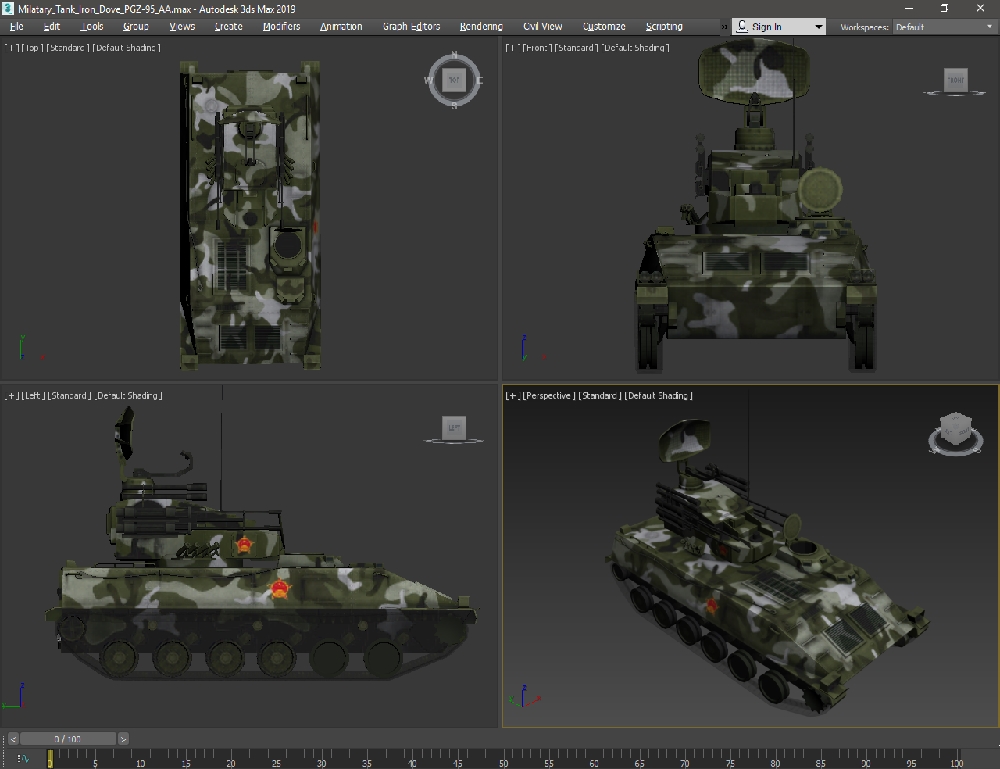 Milatary_Tank_Iron_Dove_PGZ-95_AA.max - Autodesk 3ds Max 2019
File Edit Tools Group Views Create Modifiers Animation Graph Editors Rendering Civil View Customize Scripting » Sign In Workspaces: Default
[+] [Top] [Standard] [Default Shading]
[+] [Front] [Standard] [Default Shading]
N
W TOP E
S
FRONT
[+] [Left] [Standard] [Default Shading]
[+] [Perspective] [Standard] [Default Shading]
LEFT
< 0 / 100 >
0 5 10 15 20 25 30 35 40 45 50 55 60 65 70 75 80 85 90 95 100